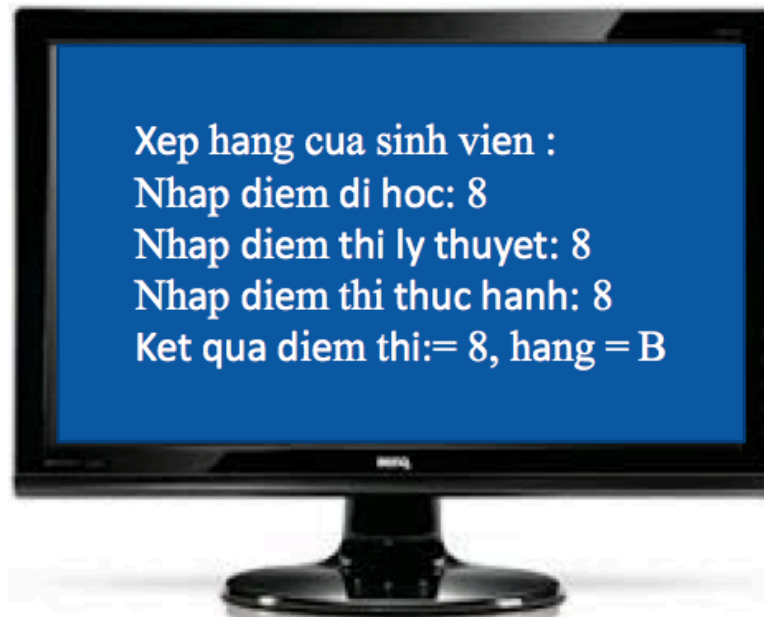 Xep hang cua sinh vien :
Nhap diem di hoc: 8
Nhap diem thi ly thuyet: 8
Nhap diem thi thuc hanh: 8
Ket qua diem thi:= 8, hang = B
BenQ